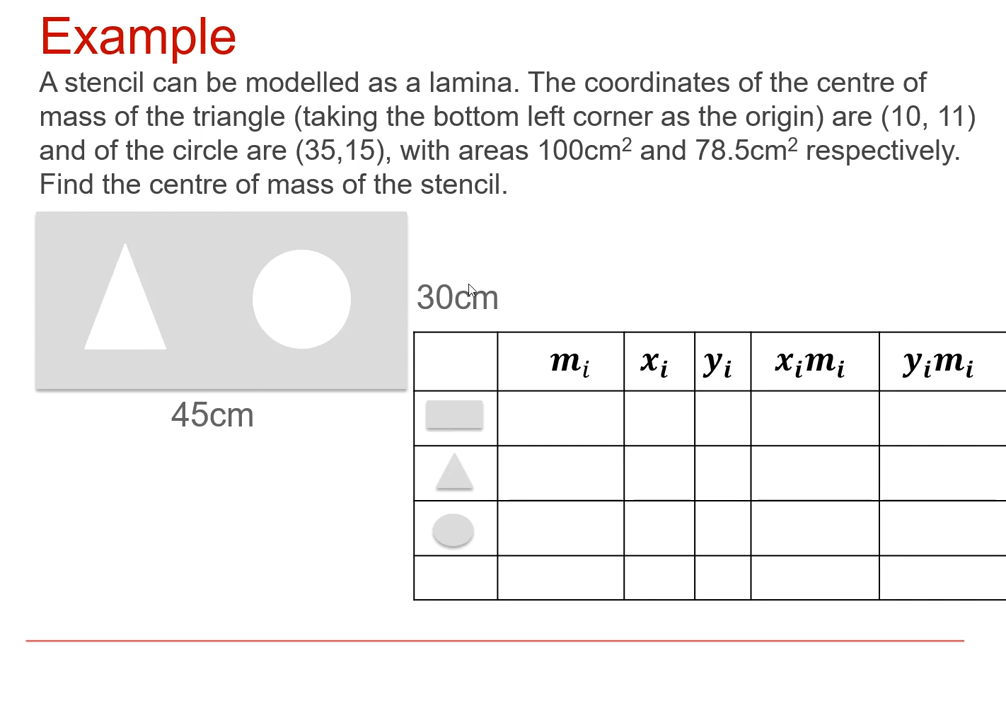 Example
A stencil can be modelled as a lamina. The coordinates of the centre of
mass of the triangle (taking the bottom left corner as the origin) are (10, 11)
and of the circle are (35,15), with areas 100cm² and 78.5cm² respectively.
Find the centre of mass of the stencil.
30cm
45cm
mᵢ xᵢ yᵢ xᵢmᵢ yᵢmᵢ